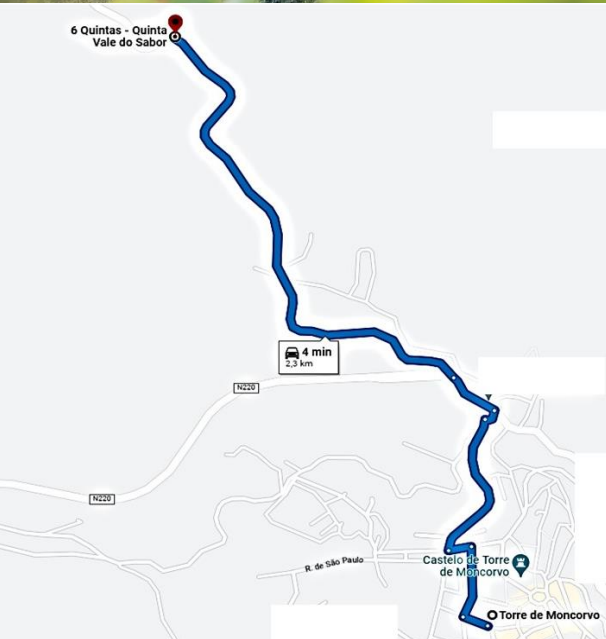 6 Quintas - Quinta
Vale do Sabor
4 min
2,3 km
N220
N220
R. de São Paulo
Castelo de Torre
de Moncorvo
Torre de Moncorvo